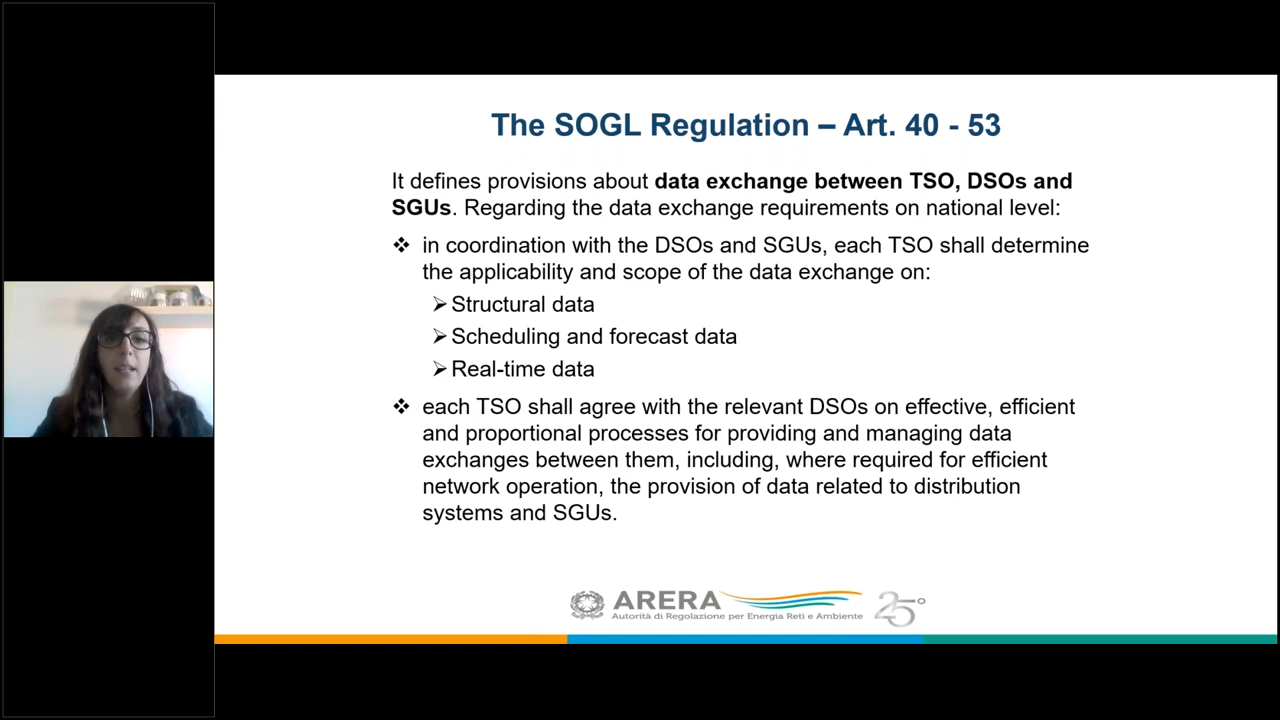 The SOGL Regulation – Art. 40 - 53
It defines provisions about data exchange between TSO, DSOs and
SGUs. Regarding the data exchange requirements on national level:
❖ in coordination with the DSOs and SGUs, each TSO shall determine
the applicability and scope of the data exchange on:
➢ Structural data
➢ Scheduling and forecast data
➢ Real-time data
❖ each TSO shall agree with the relevant DSOs on effective, efficient
and proportional processes for providing and managing data
exchanges between them, including, where required for efficient
network operation, the provision of data related to distribution
systems and SGUs.
ARERA
Autorità di Regolazione per Energia Reti e Ambiente
25°